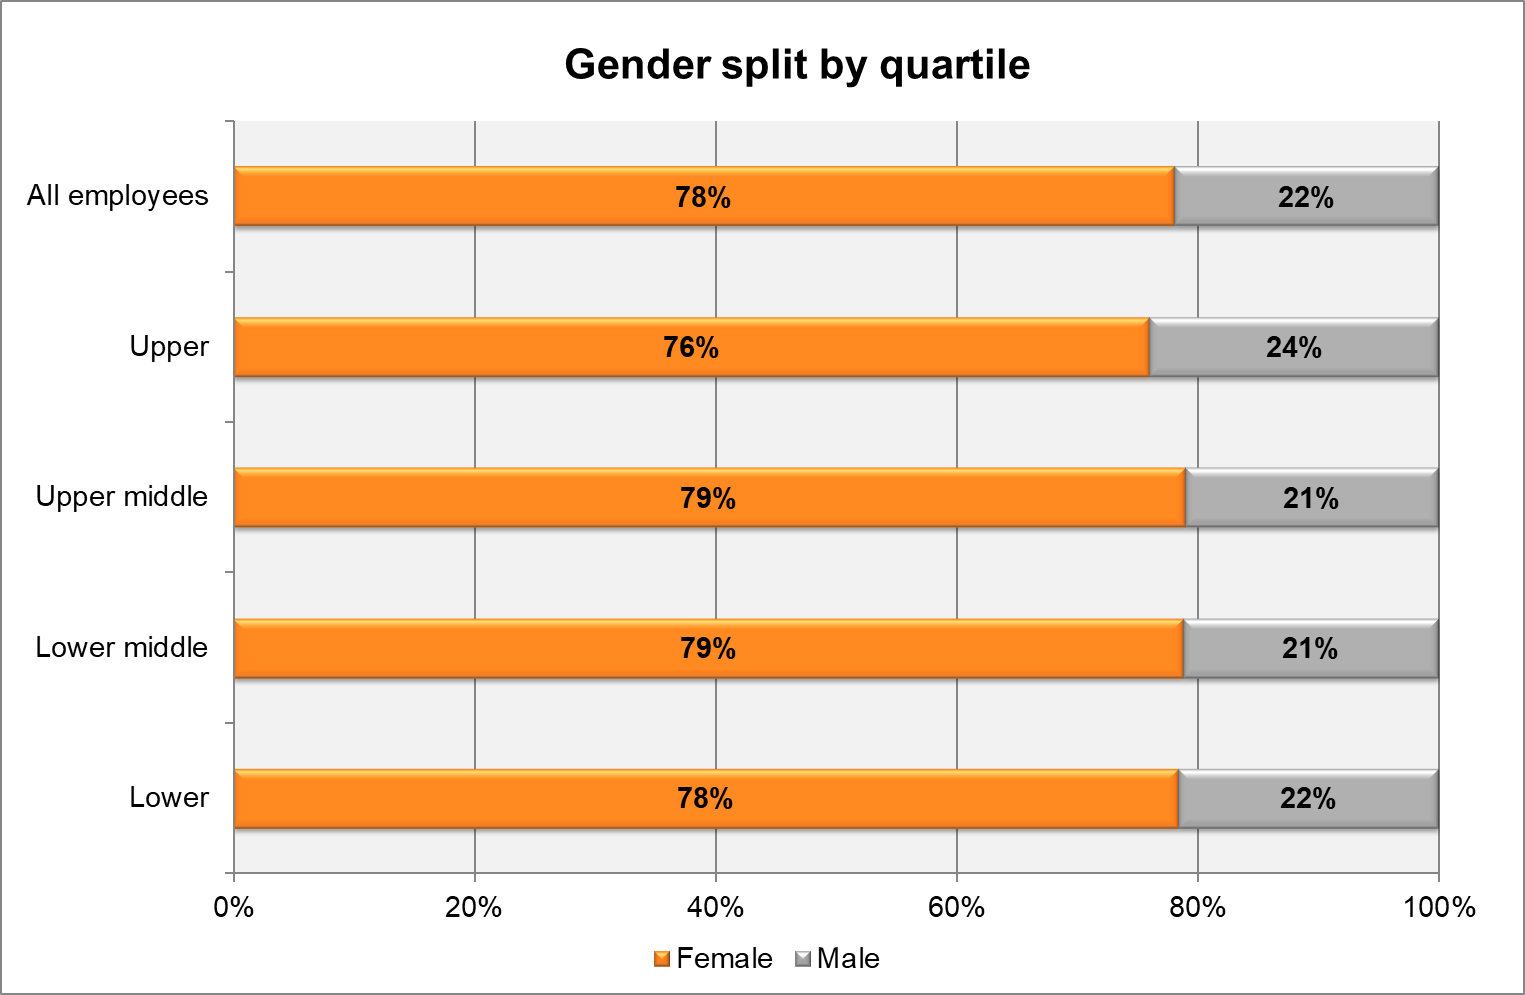 Gender split by quartile
All employees 78% 22%
Upper 76% 24%
Upper middle 79% 21%
Lower middle 79% 21%
Lower 78% 22%
0% 20% 40% 60% 80% 100%
Female Male